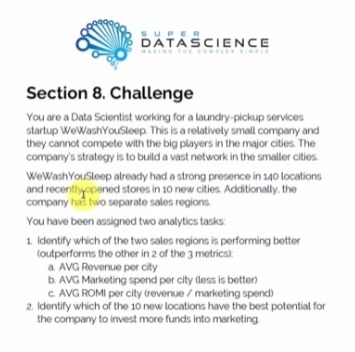 SUPER
DATASCIENCE
MAKING THE COMPLEX SIMPLE
Section 8. Challenge
You are a Data Scientist working for a laundry-pickup services
startup WeWashYouSleep. This is a relatively small company and
they cannot compete with the big players in the major cities. The
company's strategy is to build a vast network in the smaller cities.
WeWashYouSleep already had a strong presence in 140 locations
and recently opened stores in 10 new cities. Additionally, the
company has two separate sales regions.
You have been assigned two analytics tasks:
1. Identify which of the two sales regions is performing better
(outperforms the other in 2 of the 3 metrics):
a. AVG Revenue per city
b. AVG Marketing spend per city (less is better)
c. AVG ROMI per city (revenue / marketing spend)
2. Identify which of the 10 new locations have the best potential for
the company to invest more funds into marketing.